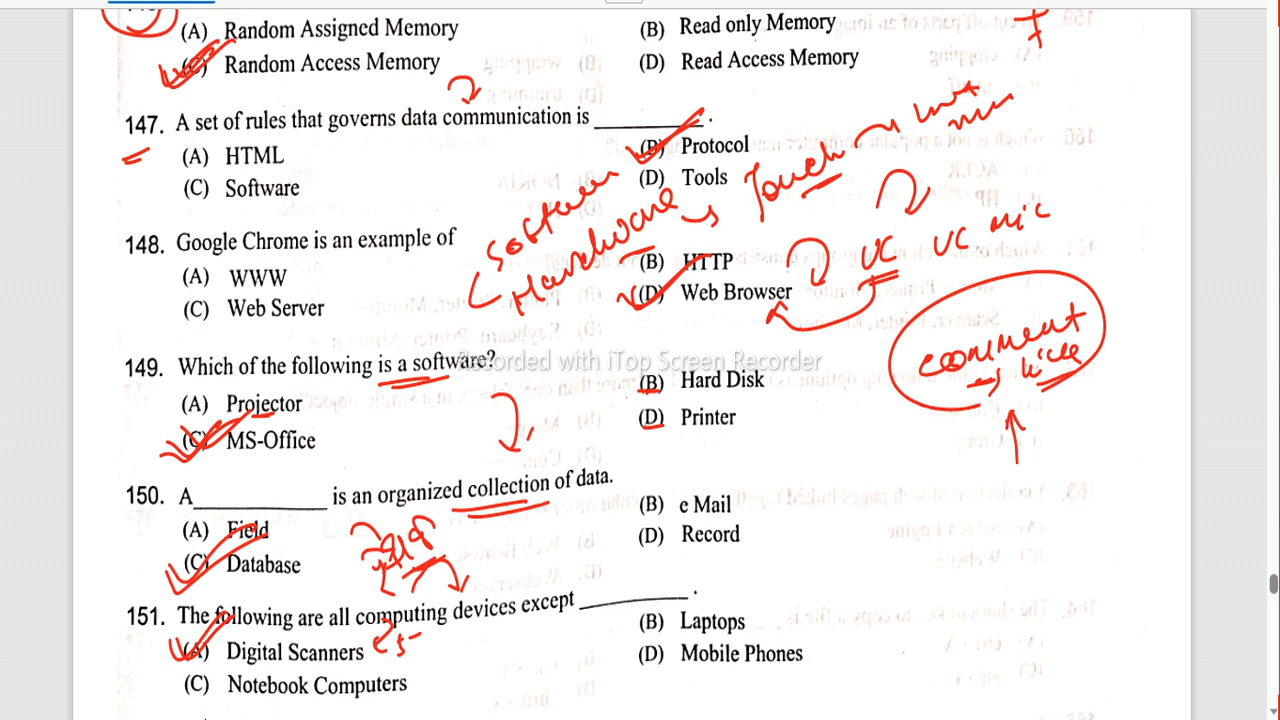 (A) Random Assigned Memory (B) Read only Memory
Random Access Memory (D) Read Access Memory
147. A set of rules that governs data communication is ________.
(A) HTML (B) Protocol
(C) Software (D) Tools
Software
Hardware Touch
148. Google Chrome is an example of
(A) WWW (B) HTTP
(C) Web Server (D) Web Browser
UC UC
comment
149. Which of the following is a software?
Recorded with iTop Screen Recorder
(A) Projector (B) Hard Disk
(C) MS-Office (D) Printer
150. A ________ is an organized collection of data.
(A) Field (B) e Mail
(C) Database (D) Record
151. The following are all computing devices except ________.
(A) Digital Scanners (B) Laptops
(C) Notebook Computers (D) Mobile Phones